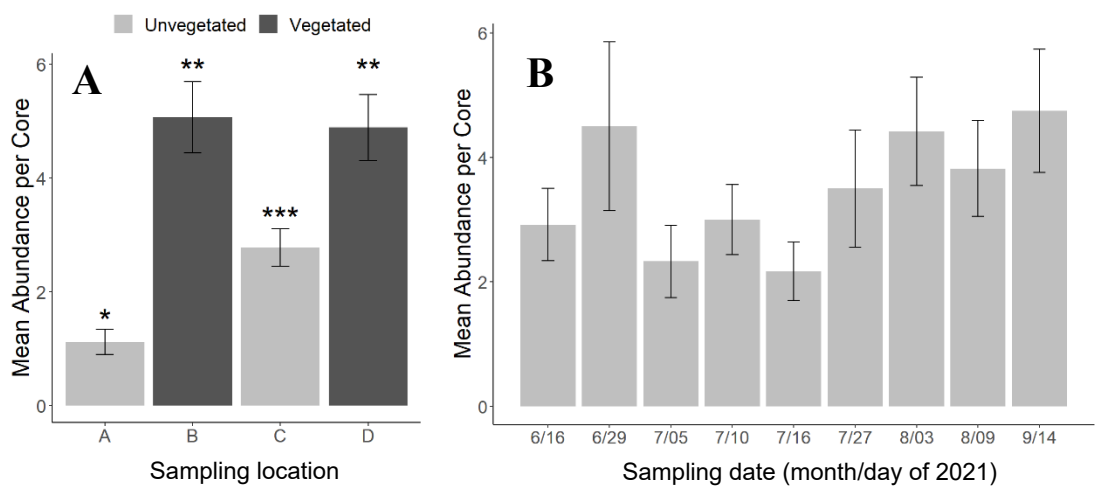 Unvegetated Vegetated
A
Mean Abundance per Core
6
4
2
0
*
**
***
**
A B C D
Sampling location
B
Mean Abundance per Core
6
4
2
0
6/16 6/29 7/05 7/10 7/16 7/27 8/03 8/09 9/14
Sampling date (month/day of 2021)